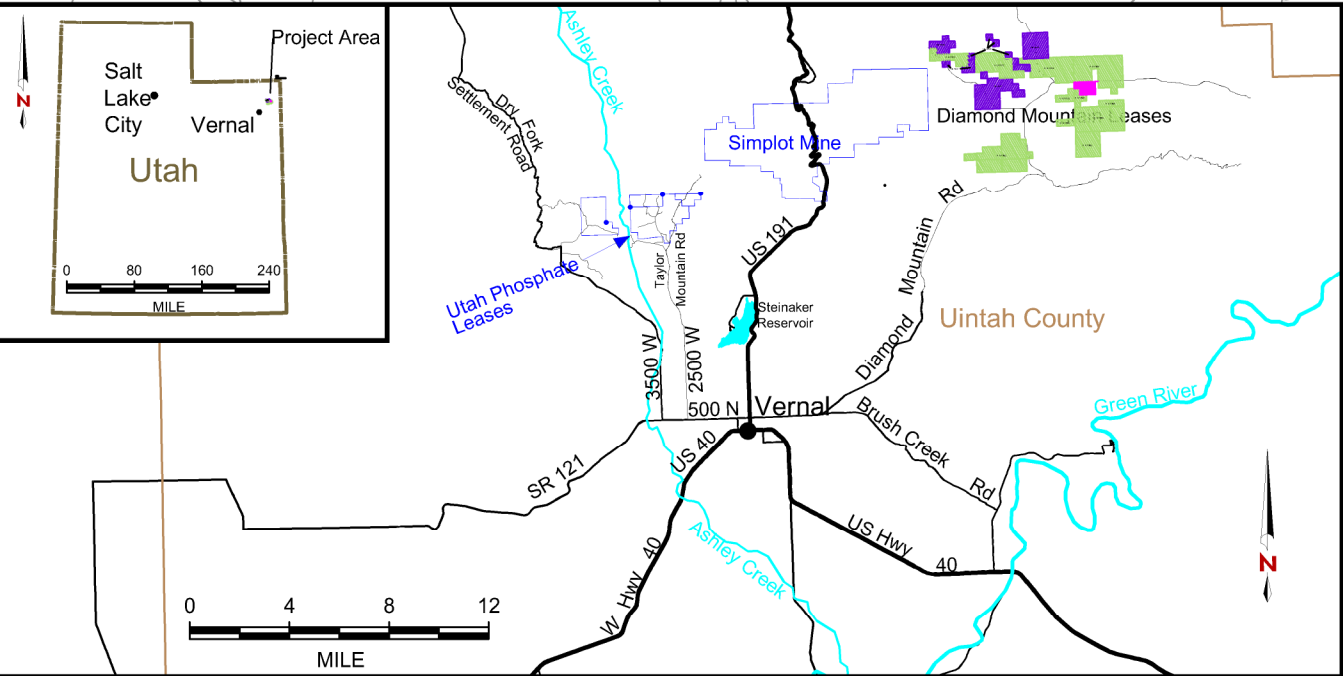 Project Area
Salt
Lake
City
Vernal
N
Utah
0 80 160 240
MILE
Ashley Creek
Dry Fork
Settlement Road
Simplot Mine
Diamond Mountain Leases
US 191
Diamond Mountain Rd
Taylor
Mountain Rd
Utah Phosphate
Leases
Steinaker
Reservoir
Uintah County
3500 W
2500 W
500 N
Vernal
Green River
Brush Creek Rd
US 40
SR 121
US Hwy 40
W Hwy 40
Ashley Creek
N
0 4 8 12
MILE